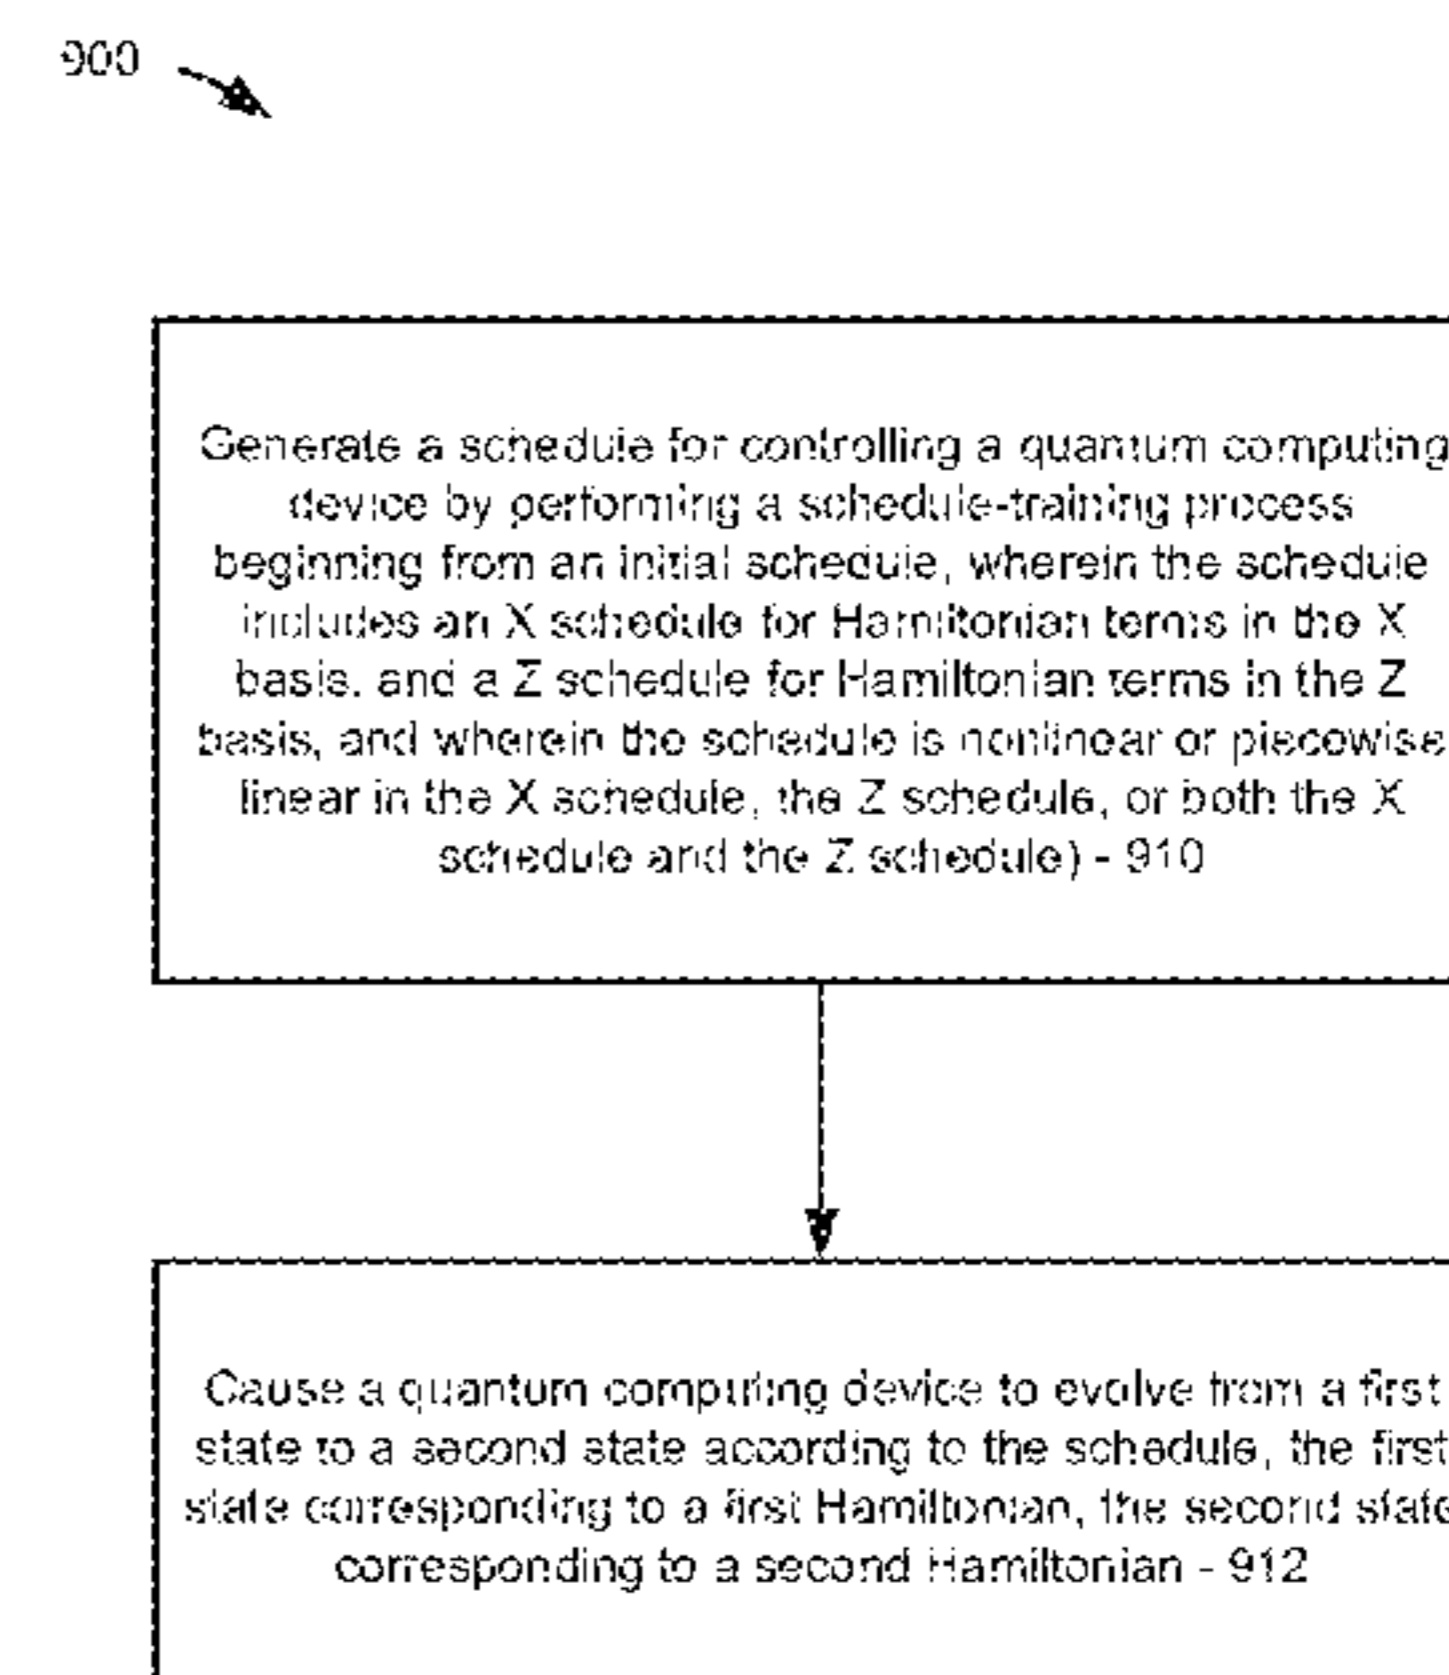 900
Generate a schedule for controlling a quantum computing
device by performing a schedule-training process
beginning from an initial schedule, wherein the schedule
includes an X schedule for Hamiltonian terms in the X
basis, and a Z schedule for Hamiltonian terms in the Z
basis, and wherein the schedule is nonlinear or piecewise
linear in the X schedule, the Z schedule, or both the X
schedule and the Z schedule) - 910
Cause a quantum computing device to evolve from a first
state to a second state according to the schedule, the first
state corresponding to a first Hamiltonian, the second state
corresponding to a second Hamiltonian - 912